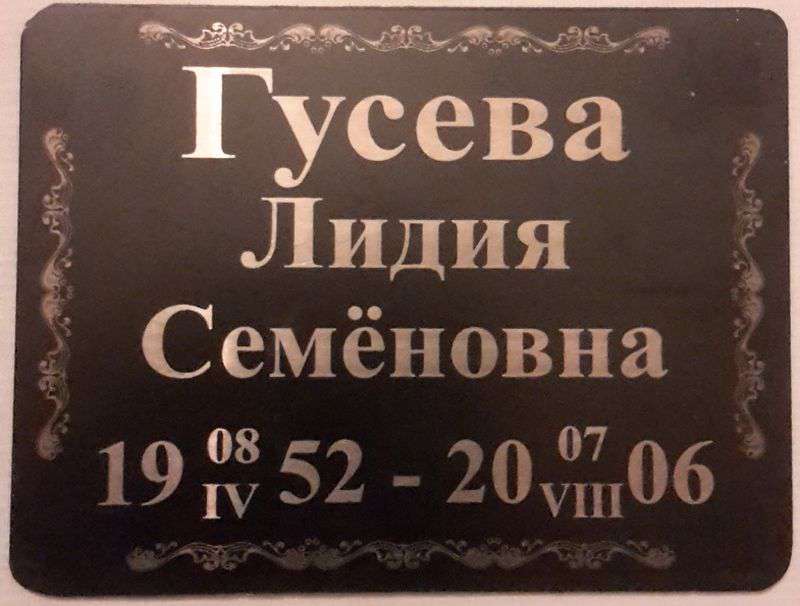 Гусева
Лидия
Семёновна
19 08 IV 52 - 20 07 VIII 06